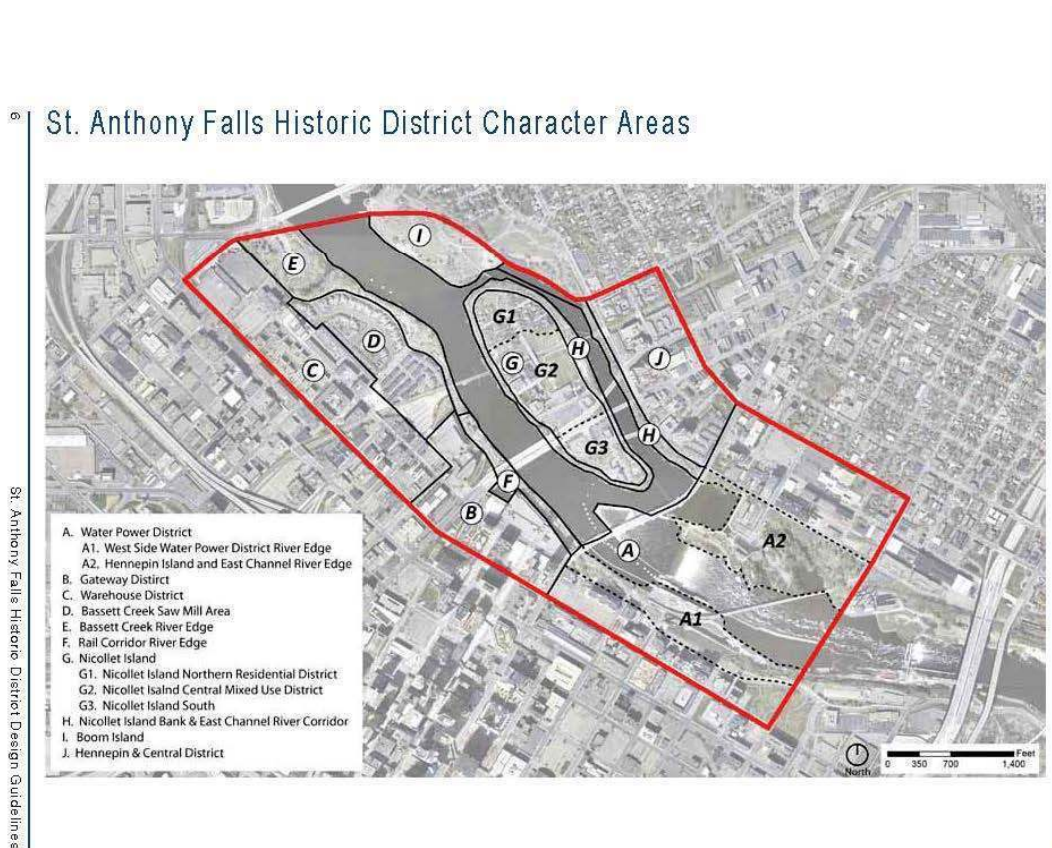 6
St. Anthony Falls Historic District Character Areas
I
E
G1
D
H
J
G
G2
C
H
G3
F
B
A2
A
A1
A. Water Power District
A1. West Side Water Power District River Edge
A2. Hennepin Island and East Channel River Edge
B. Gateway Distirct
C. Warehouse District
D. Bassett Creek Saw Mill Area
E. Bassett Creek River Edge
F. Rail Corridor River Edge
G. Nicollet Island
G1. Nicollet Island Northern Residential District
G2. Nicollet Isalnd Central Mixed Use District
G3. Nicollet Island South
H. Nicollet Island Bank & East Channel River Corridor
I. Boom Island
J. Hennepin & Central District
North
Feet
0 350 700 1,400
St. Anthony Falls Historic District Design Guidelines